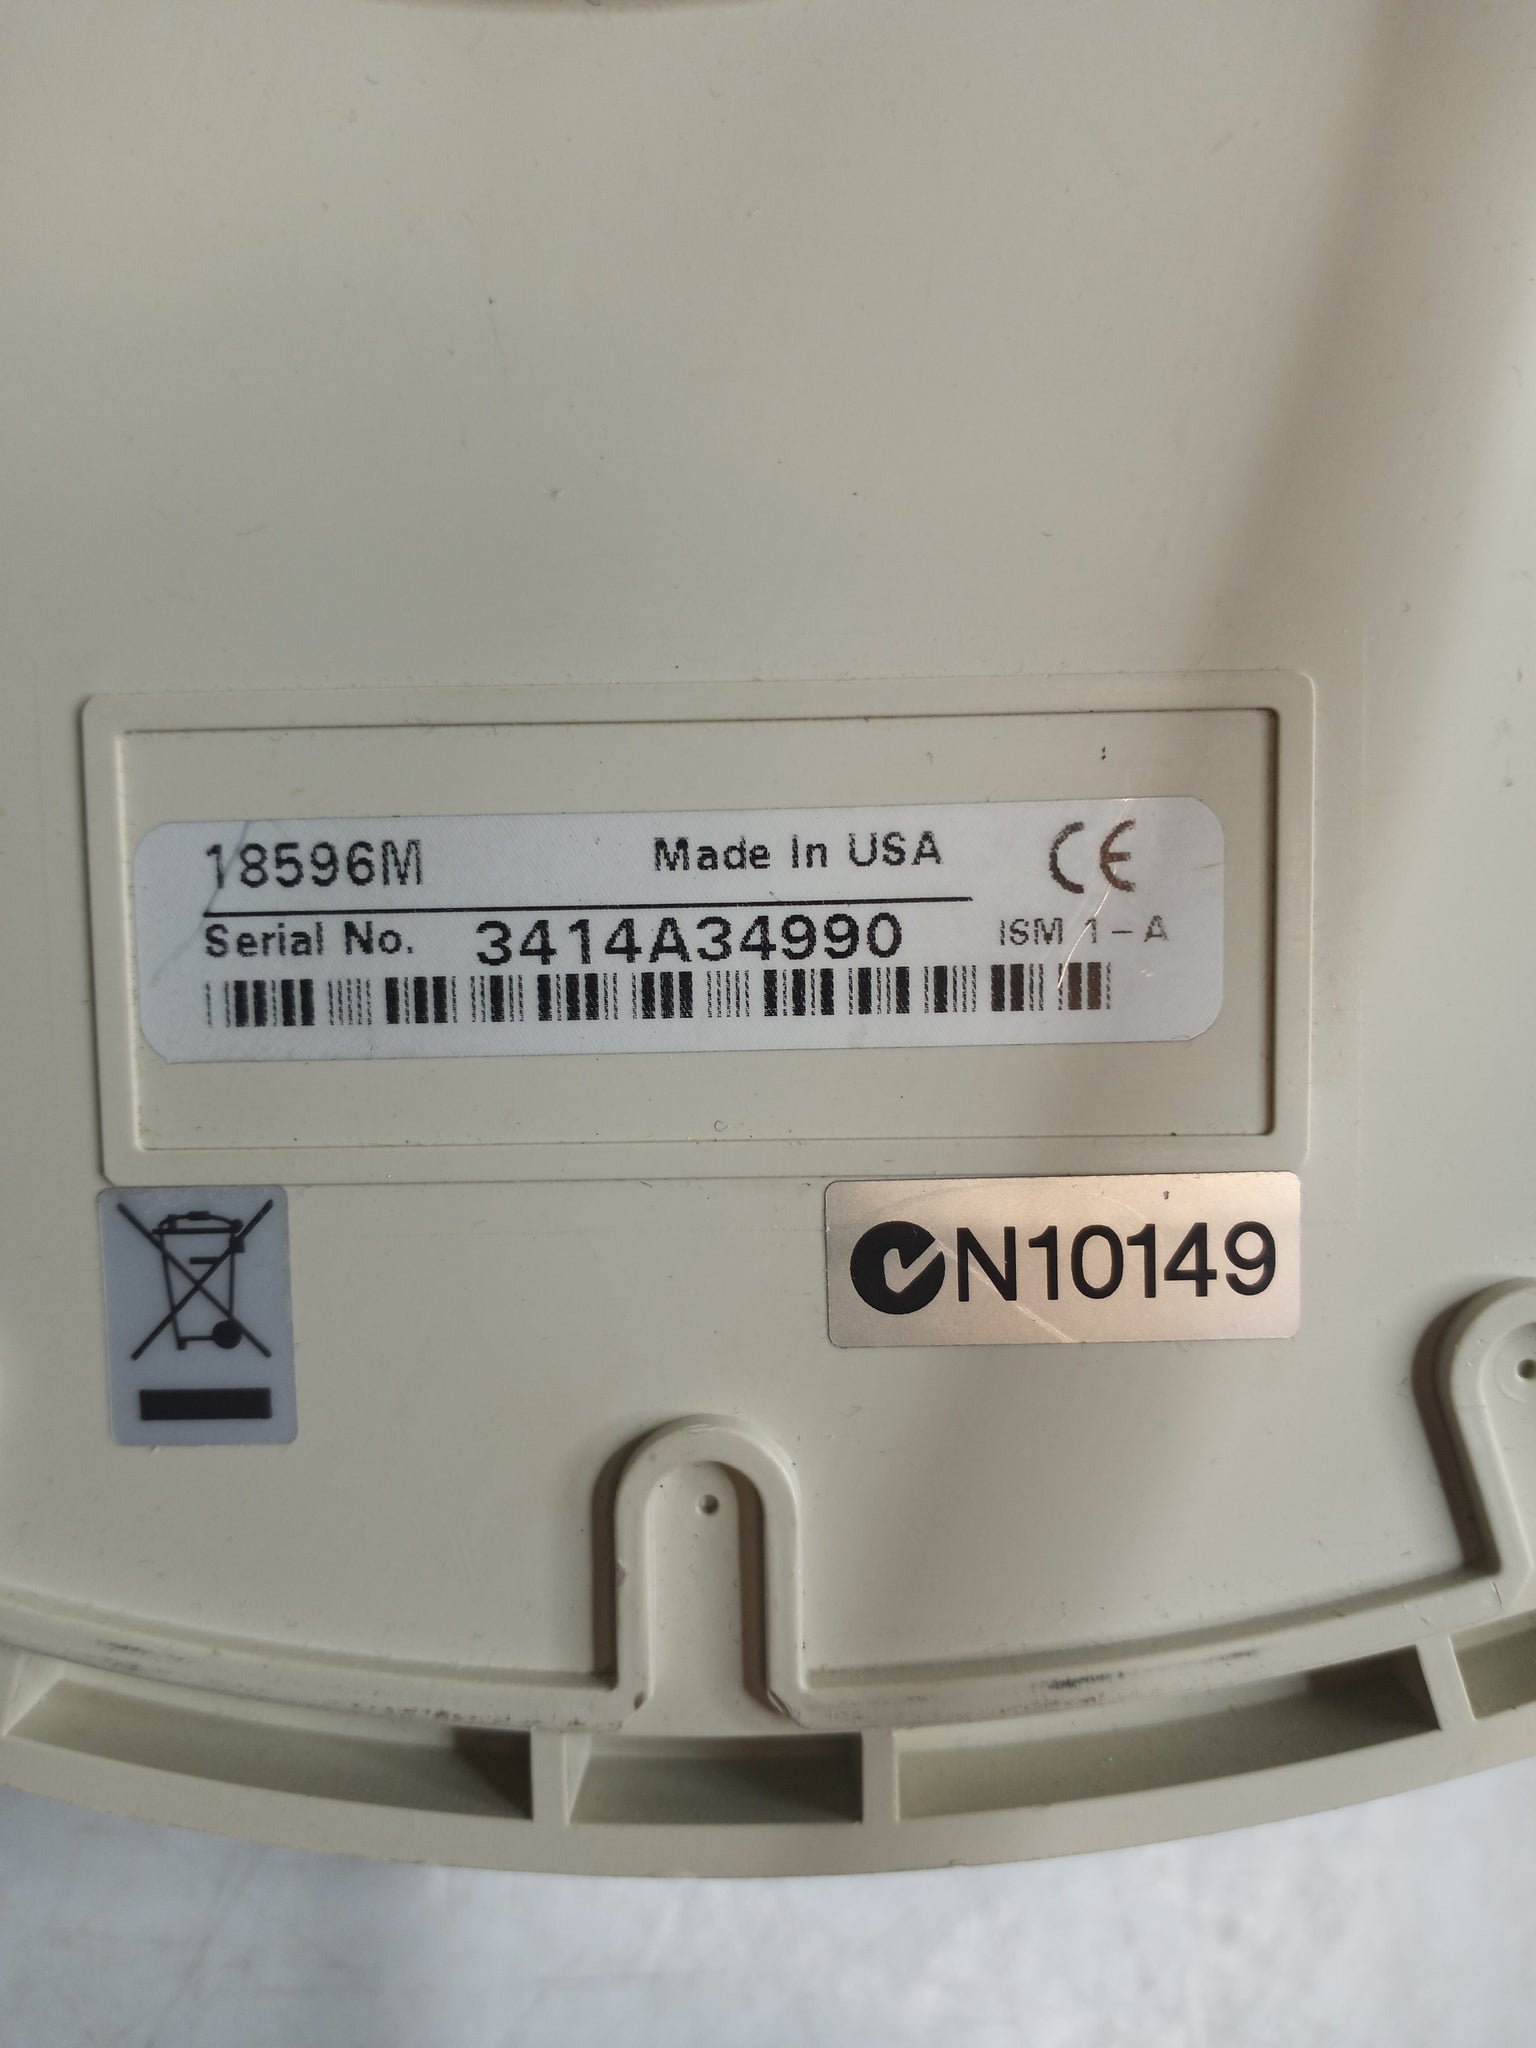 18596M Made In USA CE
Serial No. 3414A34990 ISM 1-A
N10149